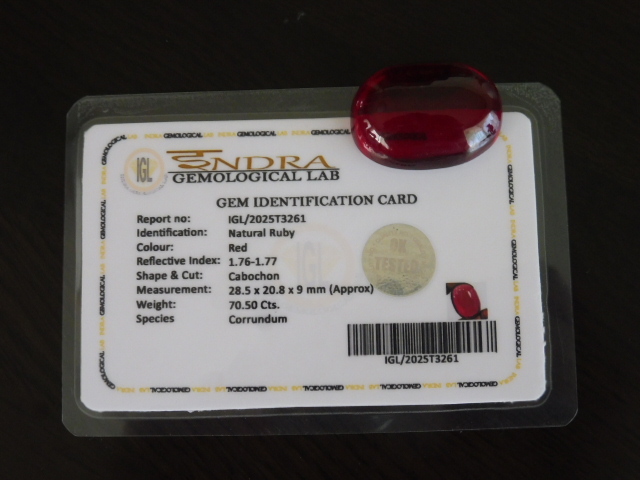 IGL
INDRA
GEMOLOGICAL LAB
GEM IDENTIFICATION CARD
Report no: IGL/2025T3261
Identification: Natural Ruby
Colour: Red
Reflective Index: 1.76-1.77
Shape & Cut: Cabochon
Measurement: 28.5 x 20.8 x 9 mm (Approx)
Weight: 70.50 Cts.
Species Corrundum
TESTED
IGL/2025T3261